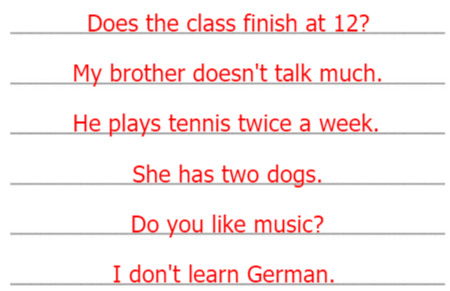 Does the class finish at 12?
My brother doesn't talk much.
He plays tennis twice a week.
She has two dogs.
Do you like music?
I don't learn German.